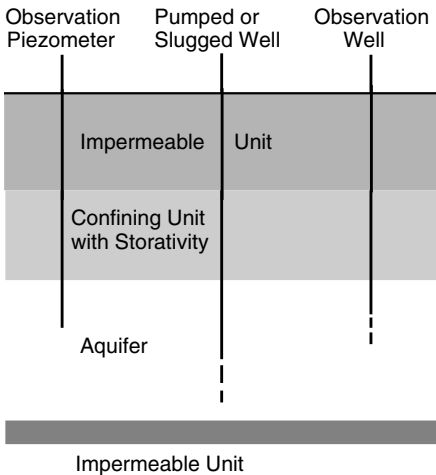 Observation
Piezometer
Pumped or
Slugged Well
Observation
Well
Impermeable Unit
Confining Unit
with Storativity
Aquifer
Impermeable Unit